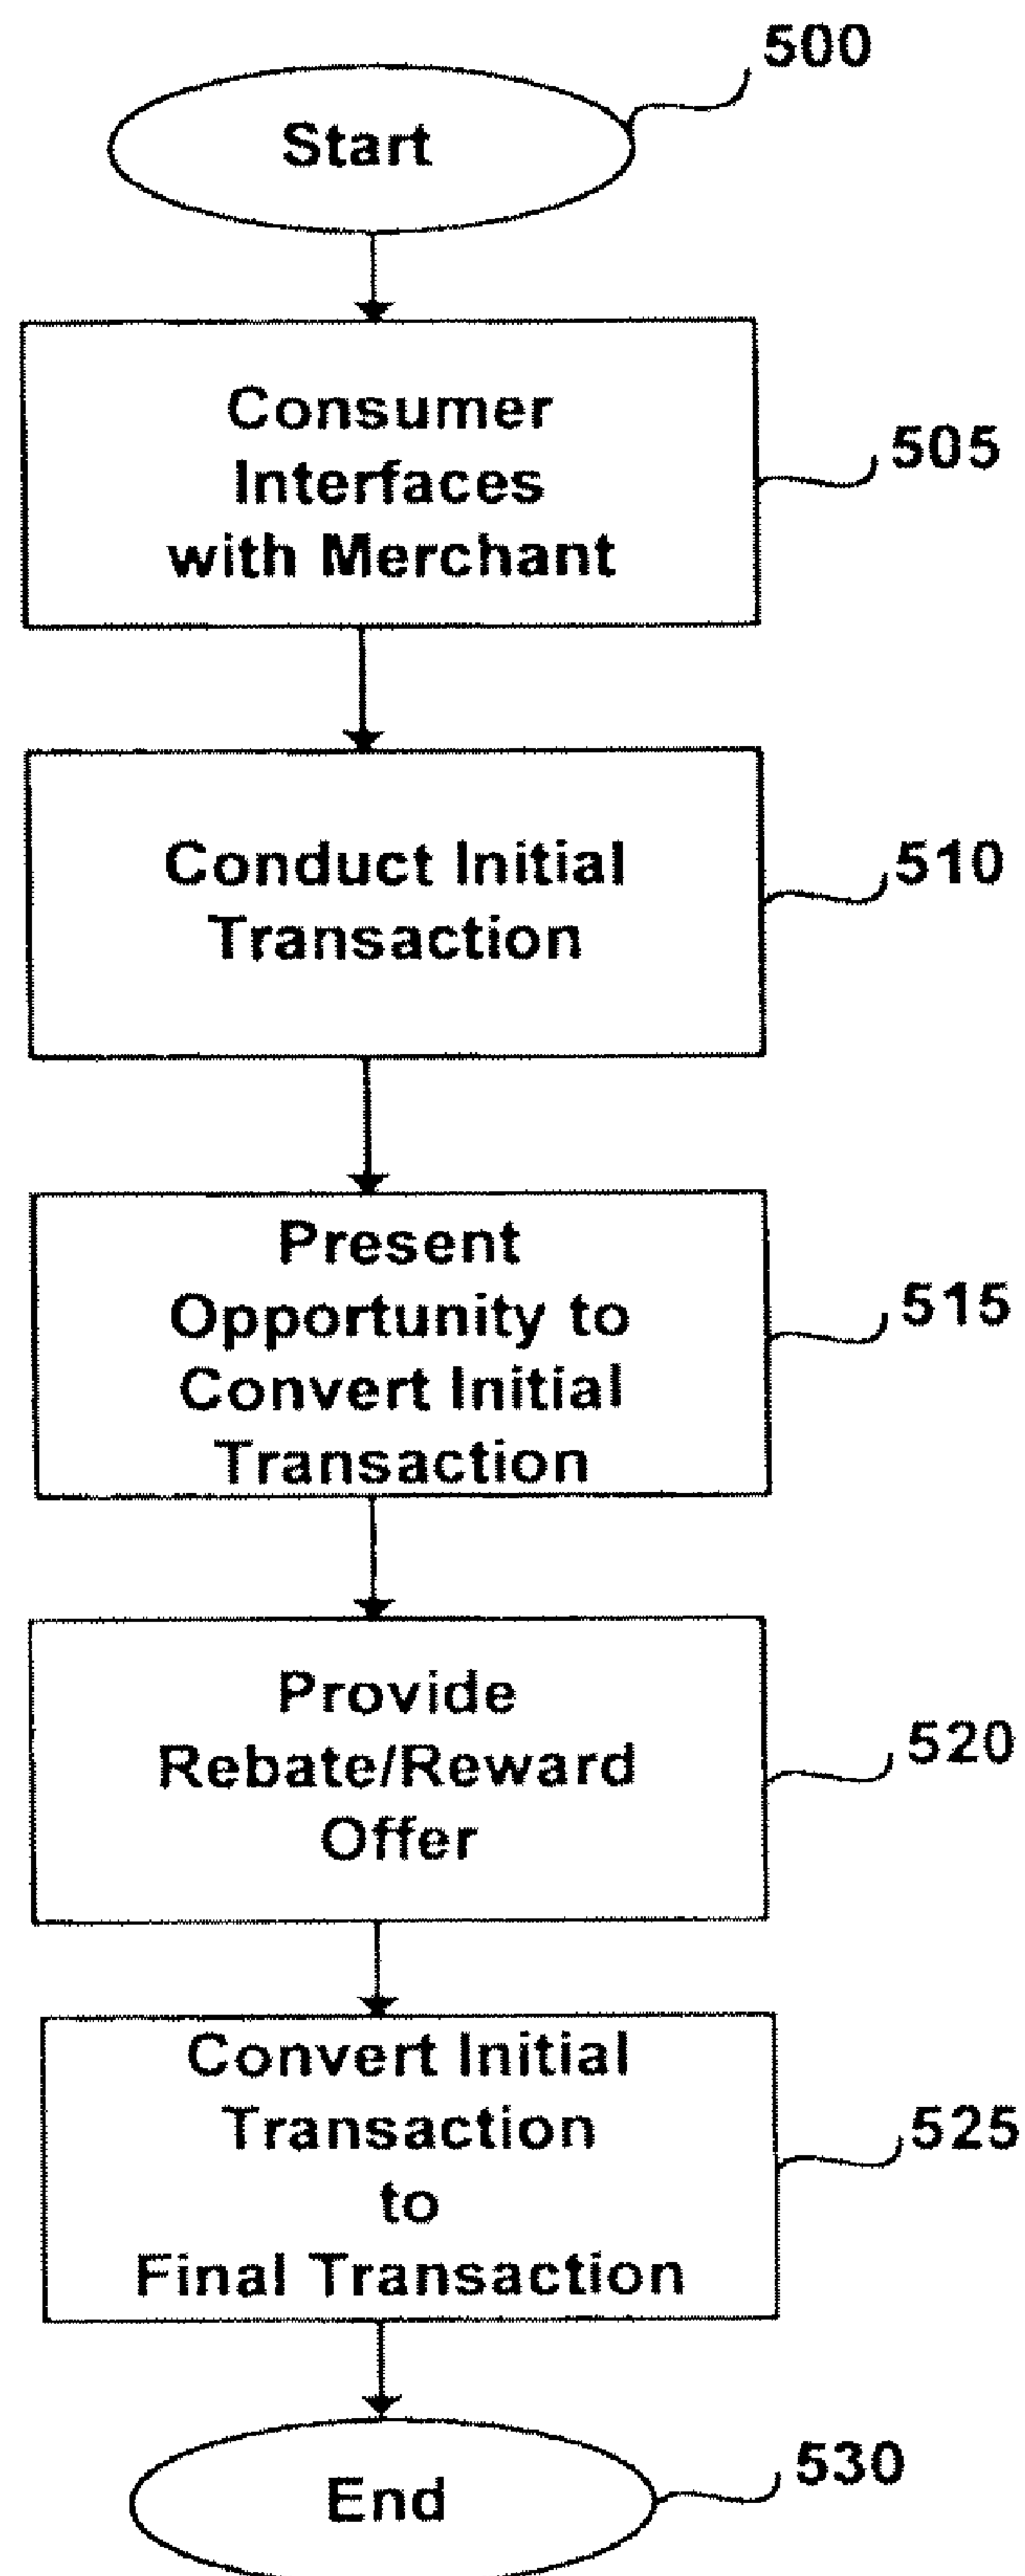 500
Start
Consumer
Interfaces
with Merchant
505
Conduct Initial
Transaction
510
Present
Opportunity to
Convert Initial
Transaction
515
Provide
Rebate/Reward
Offer
520
Convert Initial
Transaction
to
Final Transaction
525
End
530